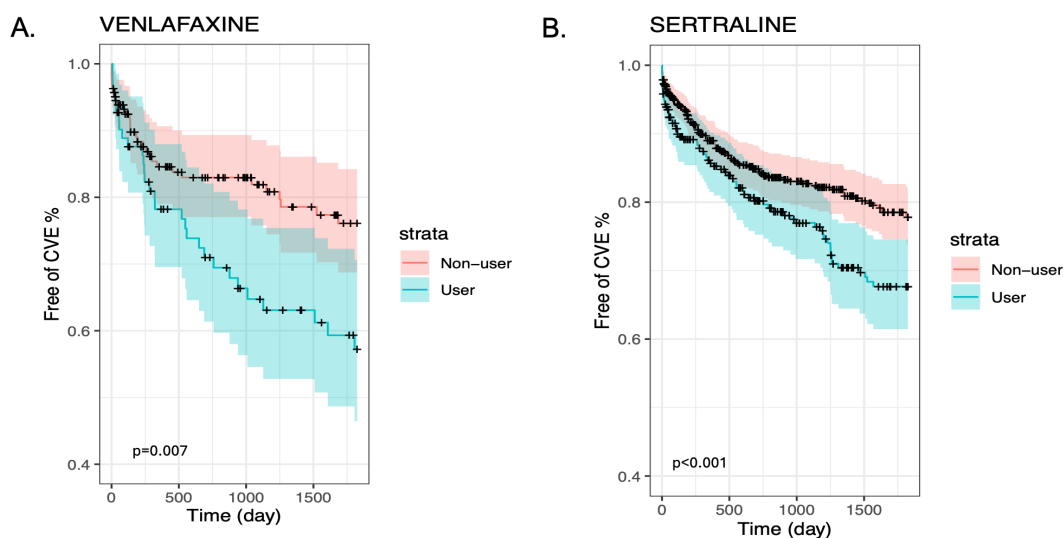 A.
VENLAFAXINE
Free of CVE %
1.0
0.8
0.6
0.4
p=0.007
0
500
1000
1500
Time (day)
strata
Non-user
User
B.
SERTRALINE
Free of CVE %
1.0
0.8
0.6
0.4
p<0.001
0
500
1000
1500
Time (day)
strata
Non-user
User